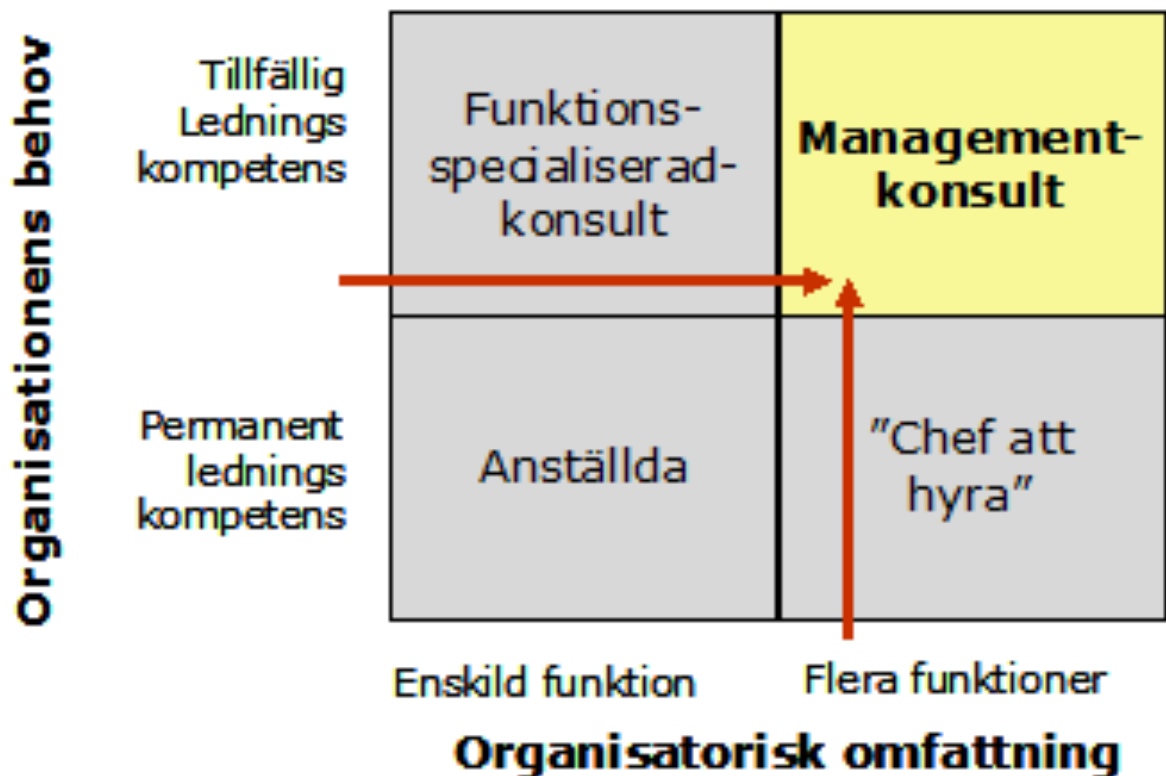 Organisationens behov
Tillfällig
Lednings
kompetens
Funktions-
specialiserad-
konsult
Management-
konsult
Permanent
lednings
kompetens
Anställda
”Chef att
hyra”
Enskild funktion
Flera funktioner
Organisatorisk omfattning